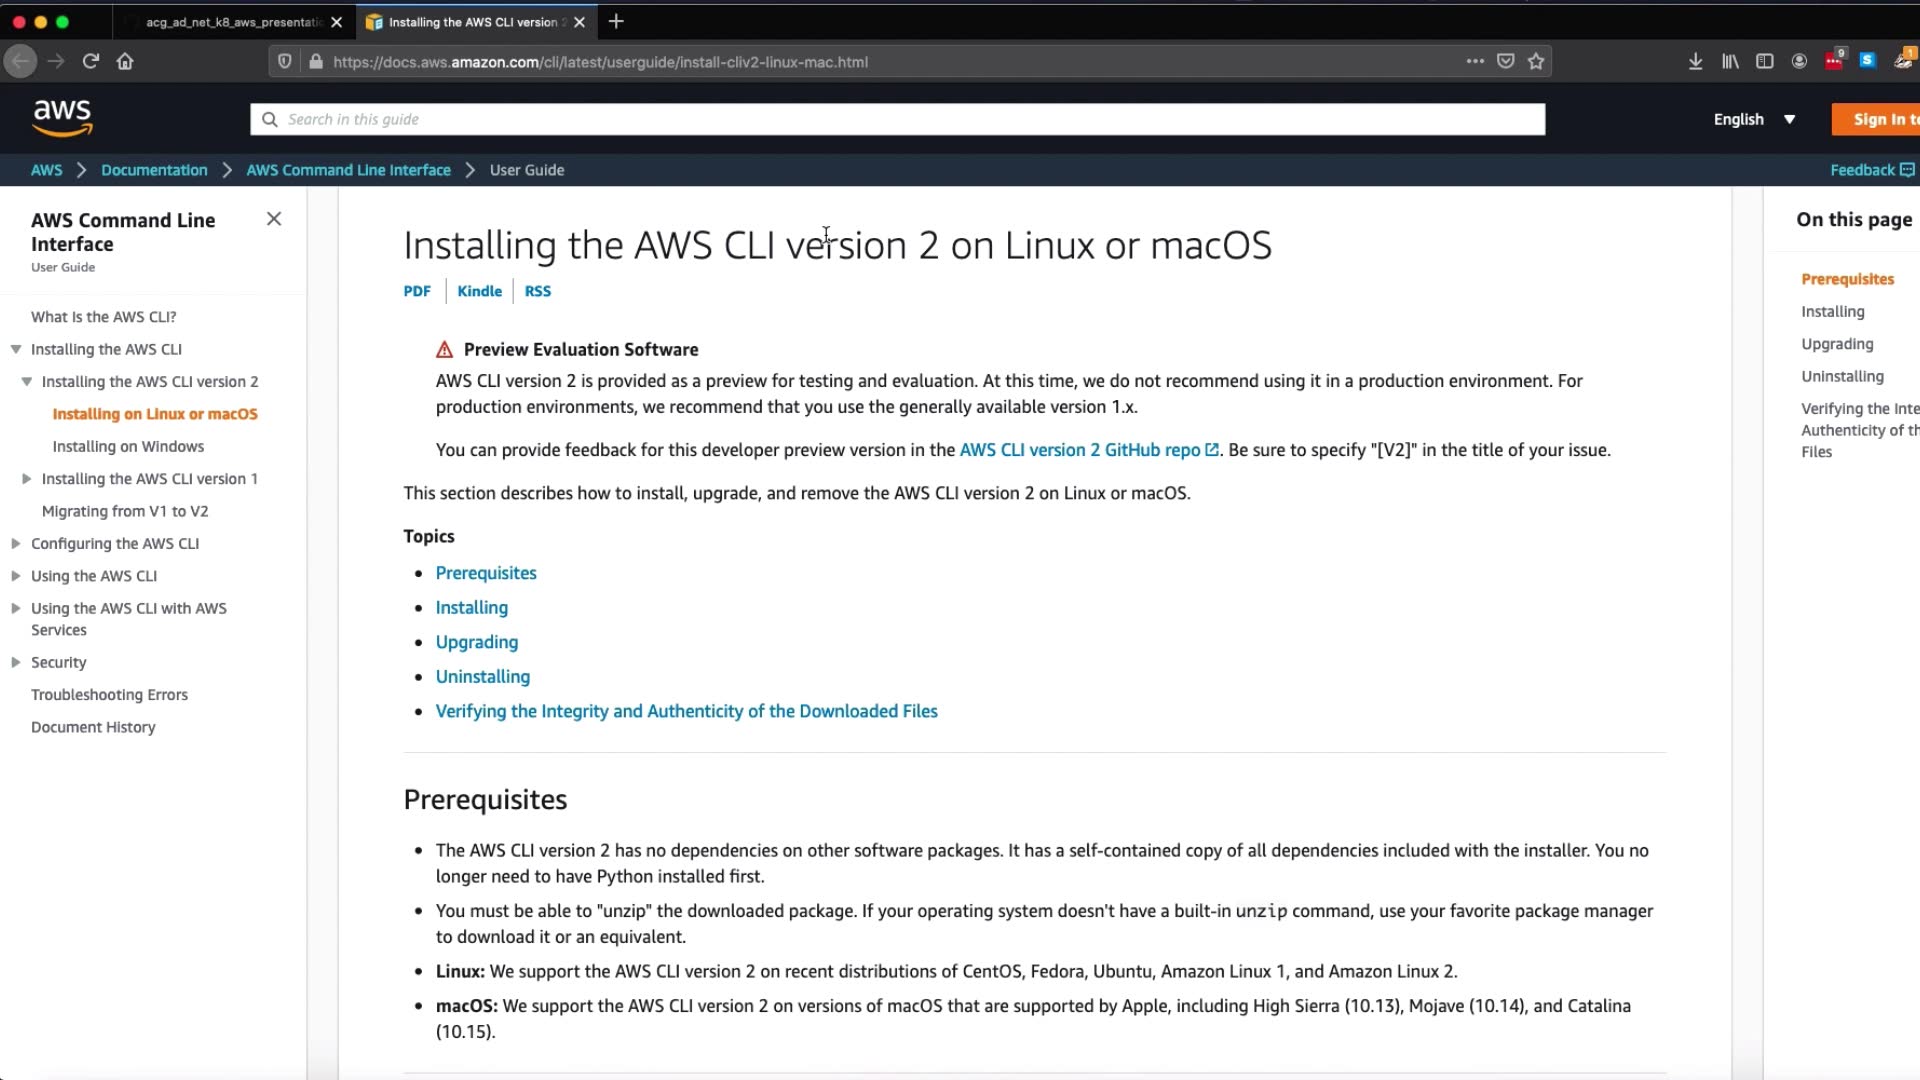 acg_ad_net_k8_aws_presentatic
Installing the AWS CLI version 2
https://docs.aws.amazon.com/cli/latest/userguide/install-cliv2-linux-mac.html
9
S
1
aws
Search in this guide
English
Sign In to
AWS
Documentation
AWS Command Line Interface
User Guide
Feedback
AWS Command Line
Interface
User Guide
What Is the AWS CLI?
Installing the AWS CLI
Installing the AWS CLI version 2
Installing on Linux or macOS
Installing on Windows
Installing the AWS CLI version 1
Migrating from V1 to V2
Configuring the AWS CLI
Using the AWS CLI
Using the AWS CLI with AWS
Services
Security
Troubleshooting Errors
Document History
Installing the AWS CLI version 2 on Linux or macOS
PDF
Kindle
RSS
Preview Evaluation Software
AWS CLI version 2 is provided as a preview for testing and evaluation. At this time, we do not recommend using it in a production environment. For
production environments, we recommend that you use the generally available version 1.x.
You can provide feedback for this developer preview version in the AWS CLI version 2 GitHub repo. Be sure to specify "[V2]" in the title of your issue.
This section describes how to install, upgrade, and remove the AWS CLI version 2 on Linux or macOS.
Topics
• Prerequisites
• Installing
• Upgrading
• Uninstalling
• Verifying the Integrity and Authenticity of the Downloaded Files
Prerequisites
• The AWS CLI version 2 has no dependencies on other software packages. It has a self-contained copy of all dependencies included with the installer. You no
longer need to have Python installed first.
• You must be able to "unzip" the downloaded package. If your operating system doesn't have a built-in unzip command, use your favorite package manager
to download it or an equivalent.
• Linux: We support the AWS CLI version 2 on recent distributions of CentOS, Fedora, Ubuntu, Amazon Linux 1, and Amazon Linux 2.
• macOS: We support the AWS CLI version 2 on versions of macOS that are supported by Apple, including High Sierra (10.13), Mojave (10.14), and Catalina
(10.15).
On this page
Prerequisites
Installing
Upgrading
Uninstalling
Verifying the Inte
Authenticity of th
Files